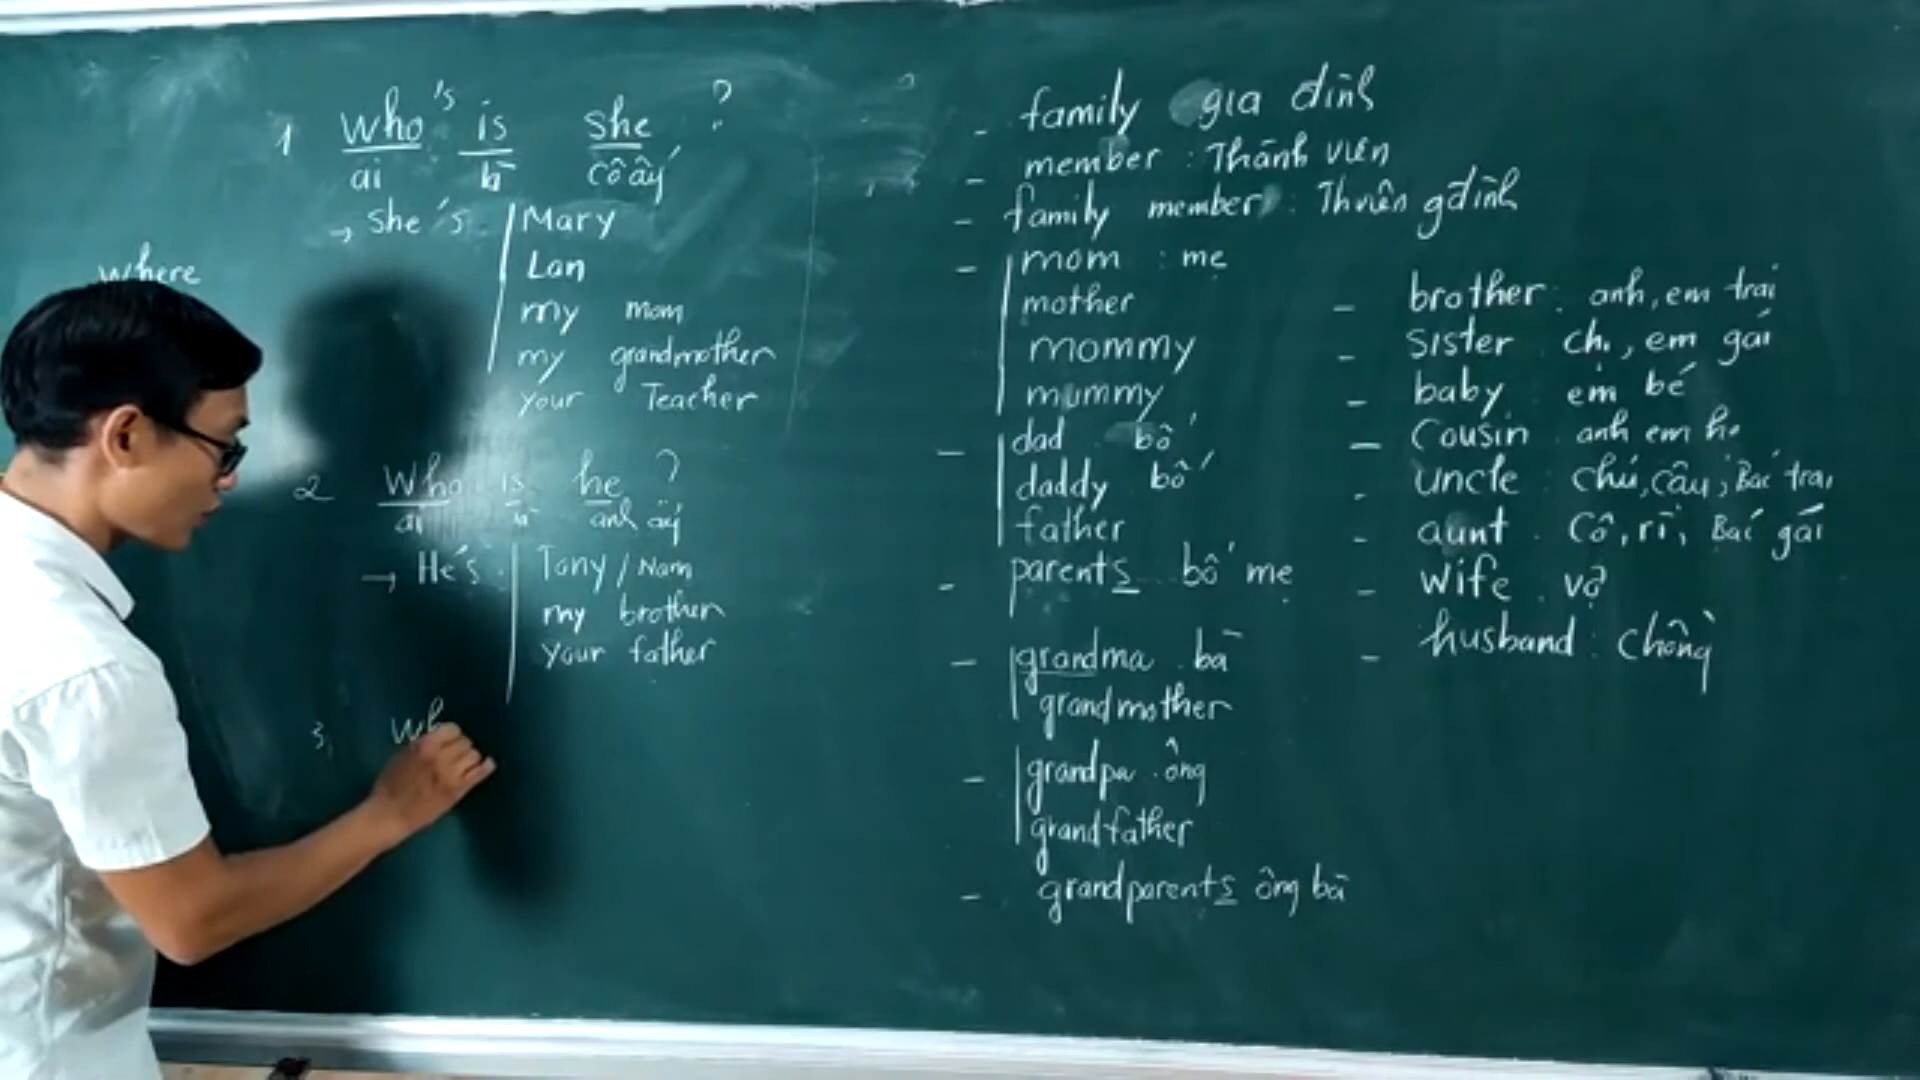 1 Who's is she ?
ai là cô ấy
→ She's Mary
Lan
my mom
my grandmother
your Teacher
where
2 Who is he ?
ai là anh ấy
→ He's Tony / Nam
my brother
your father
3, Wh
- family gia đình
- member : Thành viên
- family member : Thviên gđình
- mom : mẹ
mother
mommy
mummy
- dad bố
daddy bố
father
- parents bố mẹ
- grandma bà
grandmother
- grandpa ông
grandfather
- grandparents ông bà
- brother : anh, em trai
- Sister chị, em gái
- baby em bé
- Cousin anh em họ
- uncle chú, cậu, Bác trai
- aunt Cô, rì, Bác gái
- Wife vợ
- husband : Chồng